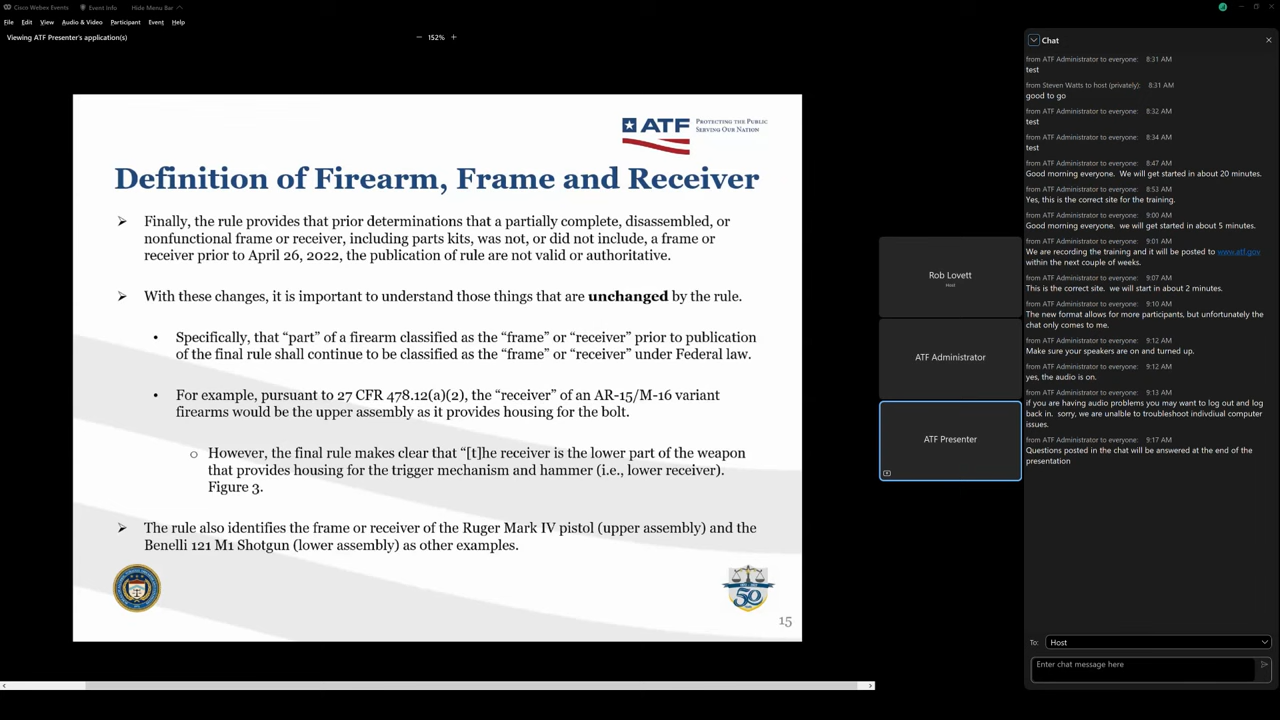 Cisco Webex Events
Event Info
Hide Menu Bar
File Edit View Audio & Video Participant Event Help
Viewing ATF Presenter's application(s)
152%
ATF
PROTECTING THE PUBLIC
SERVING OUR NATION
Definition of Firearm, Frame and Receiver
Finally, the rule provides that prior determinations that a partially complete, disassembled, or
nonfunctional frame or receiver, including parts kits, was not, or did not include, a frame or
receiver prior to April 26, 2022, the publication of rule are not valid or authoritative.
With these changes, it is important to understand those things that are unchanged by the rule.
• Specifically, that “part” of a firearm classified as the “frame” or “receiver” prior to publication
of the final rule shall continue to be classified as the “frame” or “receiver” under Federal law.
• For example, pursuant to 27 CFR 478.12(a)(2), the “receiver” of an AR-15/M-16 variant
firearms would be the upper assembly as it provides housing for the bolt.
o However, the final rule makes clear that “[t]he receiver is the lower part of the weapon
that provides housing for the trigger mechanism and hammer (i.e., lower receiver).
Figure 3.
The rule also identifies the frame or receiver of the Ruger Mark IV pistol (upper assembly) and the
Benelli 121 M1 Shotgun (lower assembly) as other examples.
50
15
Rob Lovett
Host
ATF Administrator
ATF Presenter
Chat
from ATF Administrator to everyone: 8:31 AM
test
from Steven Watts to host (privately): 8:31 AM
good to go
from ATF Administrator to everyone: 8:32 AM
test
from ATF Administrator to everyone: 8:34 AM
test
from ATF Administrator to everyone: 8:47 AM
Good morning everyone. We will get started in about 20 minutes.
from ATF Administrator to everyone: 8:53 AM
Yes, this is the correct site for the training.
from ATF Administrator to everyone: 9:00 AM
Good morning everyone. we will get started in about 5 minutes.
from ATF Administrator to everyone: 9:01 AM
We are recording the training and it will be posted to www.atf.gov
within the next couple of weeks.
from ATF Administrator to everyone: 9:07 AM
This is the correct site. we will start in about 2 minutes.
from ATF Administrator to everyone: 9:10 AM
The new format allows for more participants, but unfortunately the
chat only comes to me.
from ATF Administrator to everyone: 9:12 AM
Make sure your speakers are on and turned up.
from ATF Administrator to everyone: 9:12 AM
yes, the audio is on.
from ATF Administrator to everyone: 9:13 AM
if you are having audio problems you may want to log out and log
back in. sorry, we are unable to troubleshoot indivdiual computer
issues.
from ATF Administrator to everyone: 9:17 AM
Questions posted in the chat will be answered at the end of the
presentation
To: Host
Enter chat message here